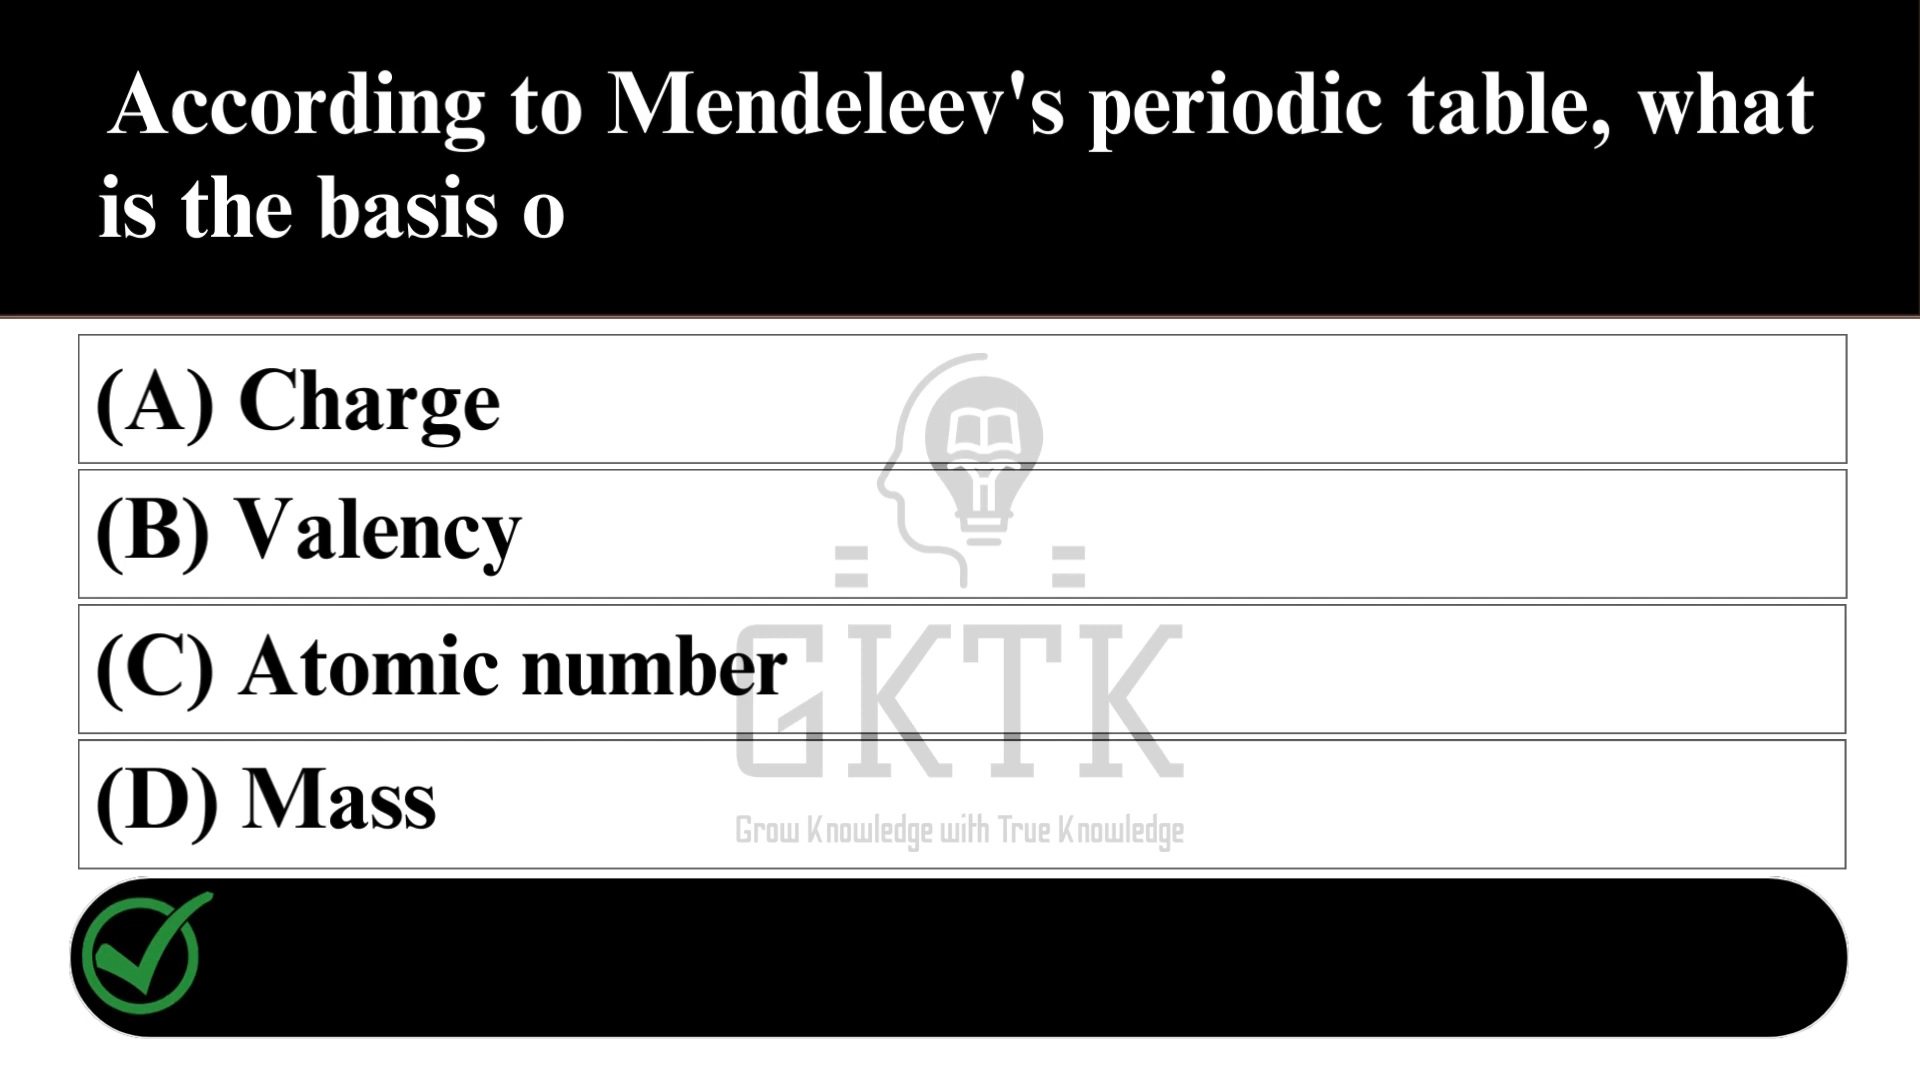 According to Mendeleev's periodic table, what
is the basis o
(A) Charge
(B) Valency
(C) Atomic number
(D) Mass
GKTK
Grow Knowledge with True Knowledge